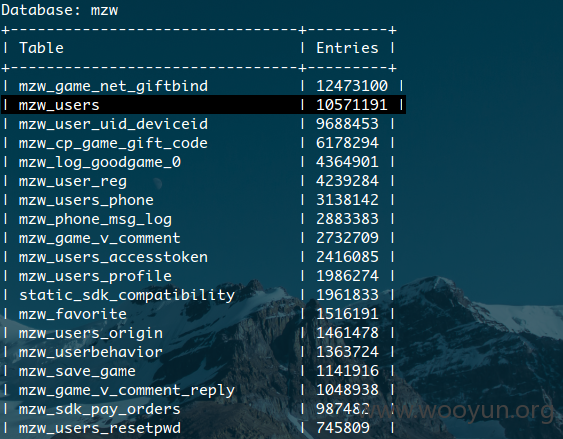 Database: mzw
+-------------------------------+---------+
| Table | Entries |
+-------------------------------+---------+
| mzw_game_net_giftbind | 12473100 |
| mzw_users | 10571191 |
| mzw_user_uid_deviceid | 9688453 |
| mzw_cp_game_gift_code | 6178294 |
| mzw_log_goodgame_0 | 4364901 |
| mzw_user_reg | 4239284 |
| mzw_users_phone | 3138142 |
| mzw_phone_msg_log | 2883383 |
| mzw_game_v_comment | 2732709 |
| mzw_users_accesstoken | 2416085 |
| mzw_users_profile | 1986274 |
| static_sdk_compatibility | 1961833 |
| mzw_favorite | 1516191 |
| mzw_users_origin | 1461478 |
| mzw_userbehavior | 1363724 |
| mzw_save_game | 1141916 |
| mzw_game_v_comment_reply | 1048938 |
| mzw_sdk_pay_orders | 987482 |
| mzw_users_resetpwd | 745809 |
www.wooyun.org